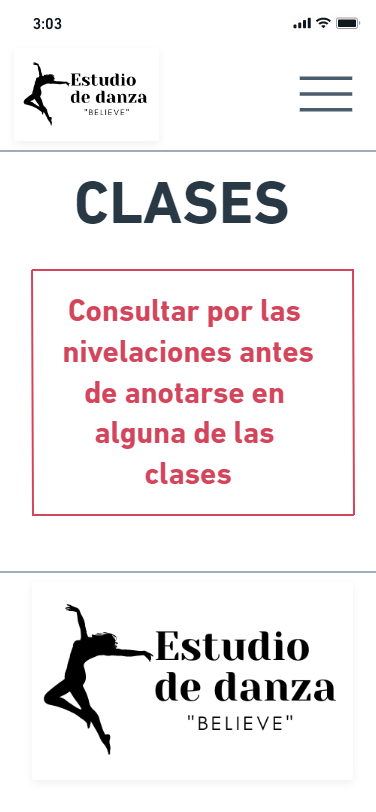 3:03
Estudio
de danza
"BELIEVE"
CLASES
Consultar por las
nivelaciones antes
de anotarse en
alguna de las
clases
Estudio
de danza
"BELIEVE"